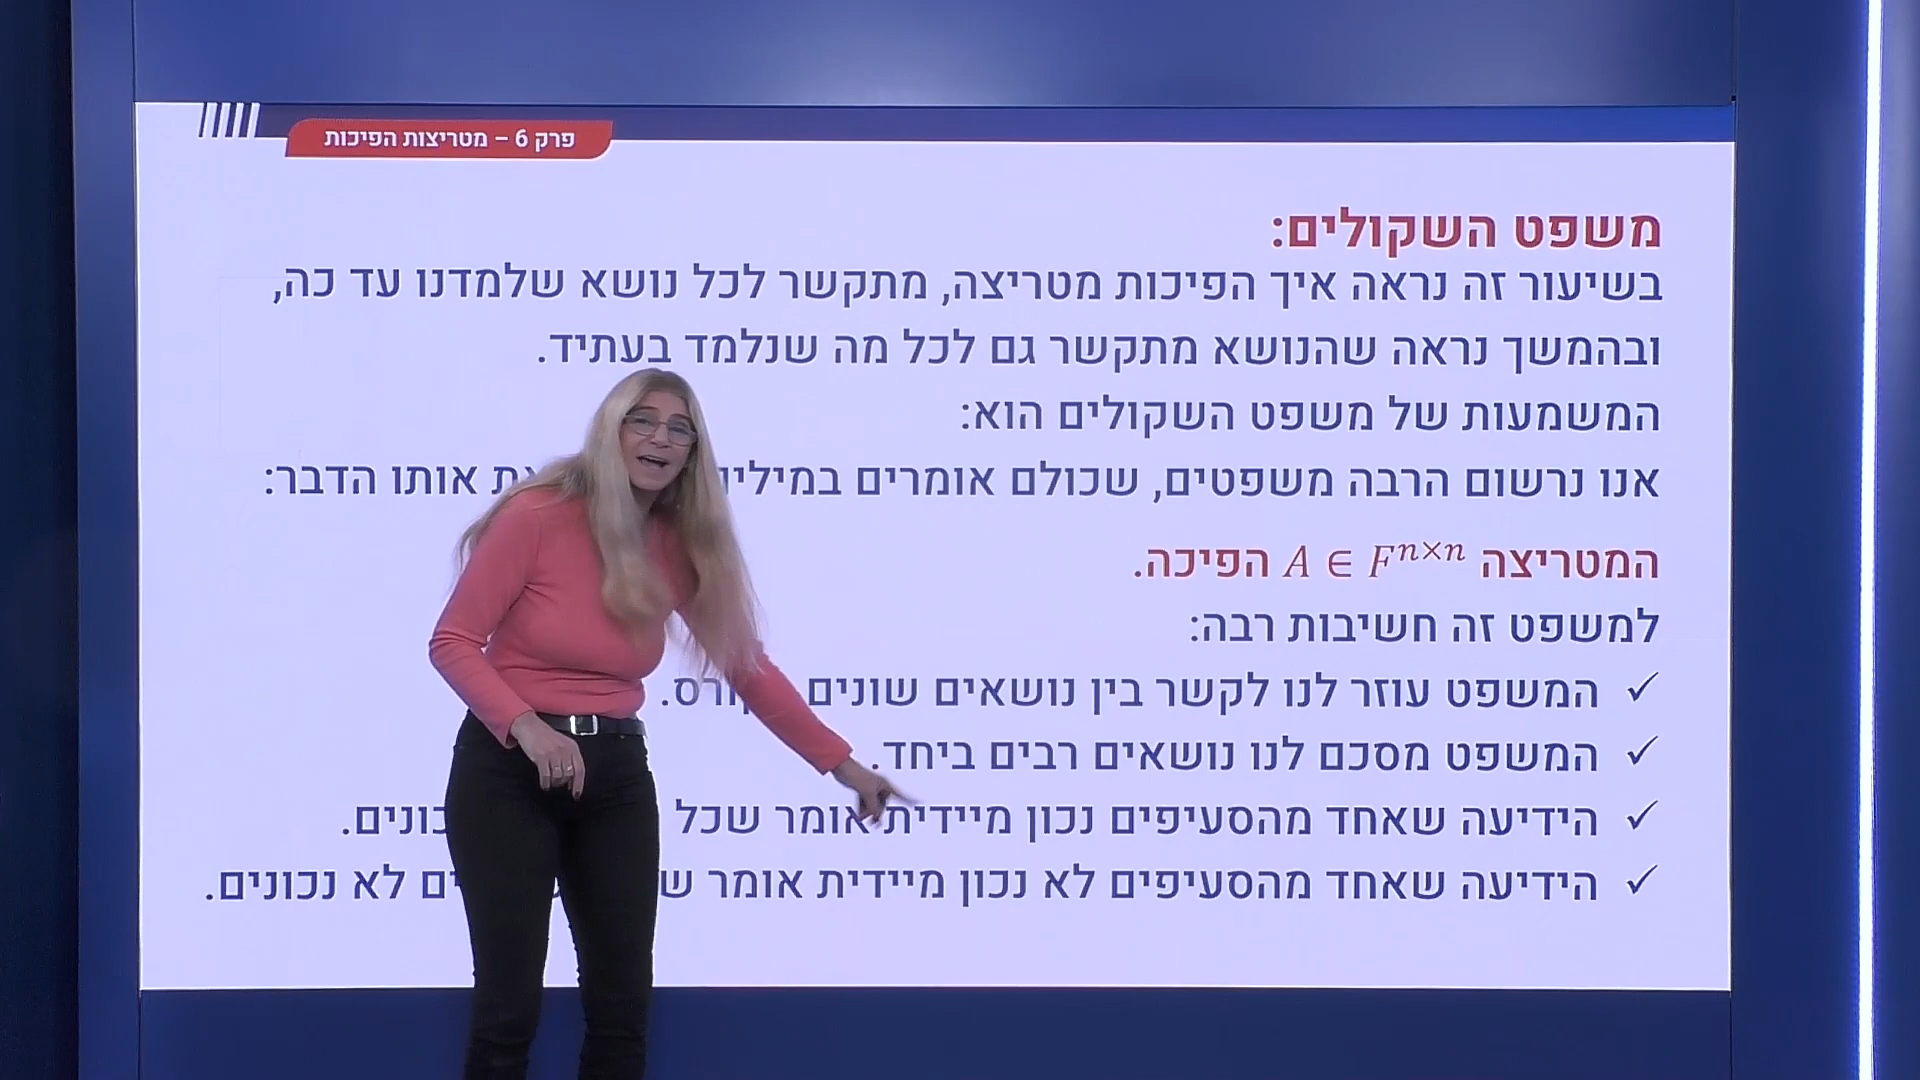 פרק 6 – מטריצות הפיכות
משפט השקולים:
בשיעור זה נראה איך הפיכות מטריצה, מתקשר לכל נושא שלמדנו עד כה,
ובהמשך נראה שהנושא מתקשר גם לכל מה שנלמד בעתיד.
המשמעות של משפט השקולים הוא:
אנו נרשום הרבה משפטים, שכולם אומרים אותו הדבר:
המטריצה A ∈ F^{n×n} הפיכה.
למשפט זה חשיבות רבה:
✓ המשפט עוזר לנו לקשר בין נושאים שונים
✓ המשפט מסכם לנו נושאים רבים ביחד.
✓ הידיעה שאחד מהסעיפים נכון מיידית אומר שכל
✓ הידיעה שאחד מהסעיפים לא נכון מיידית אומר לא נכונים.